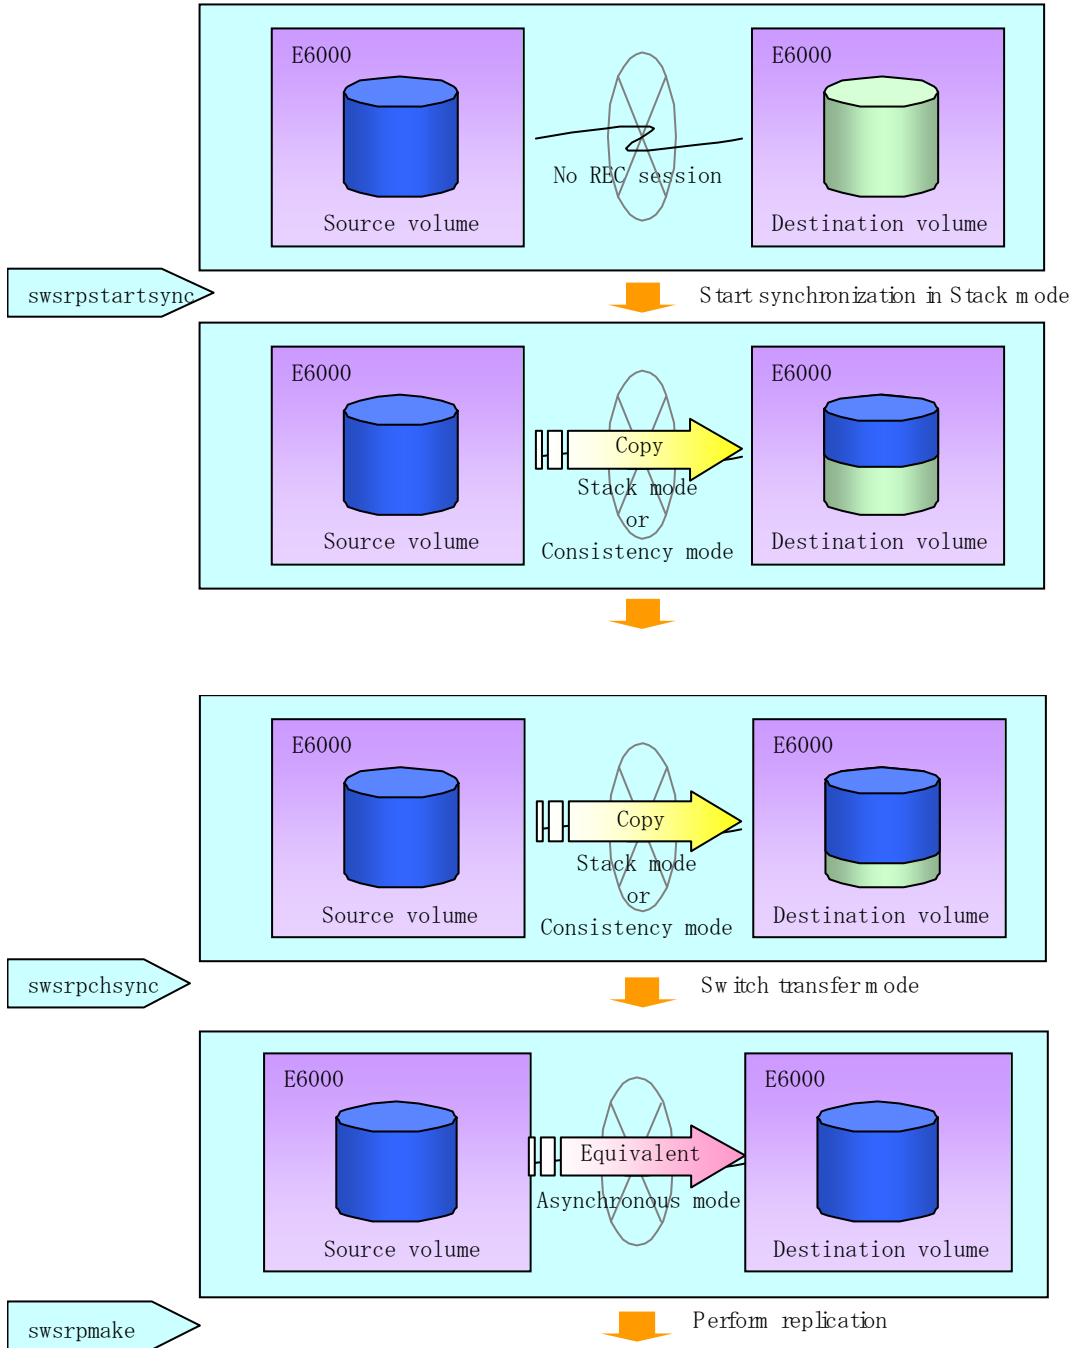 E6000
E6000
No REC session
Source volume
Destination volume
swsrpstartsync
Start synchronization in Stack mode
E6000
E6000
Copy
Stack mode
or
Consistency mode
Source volume
Destination volume
E6000
E6000
Copy
Stack mode
or
Consistency mode
Source volume
Destination volume
swsrpchsync
Switch transfer mode
E6000
E6000
Equivalent
Asynchronous mode
Source volume
Destination volume
swsrpmake
Perform replication